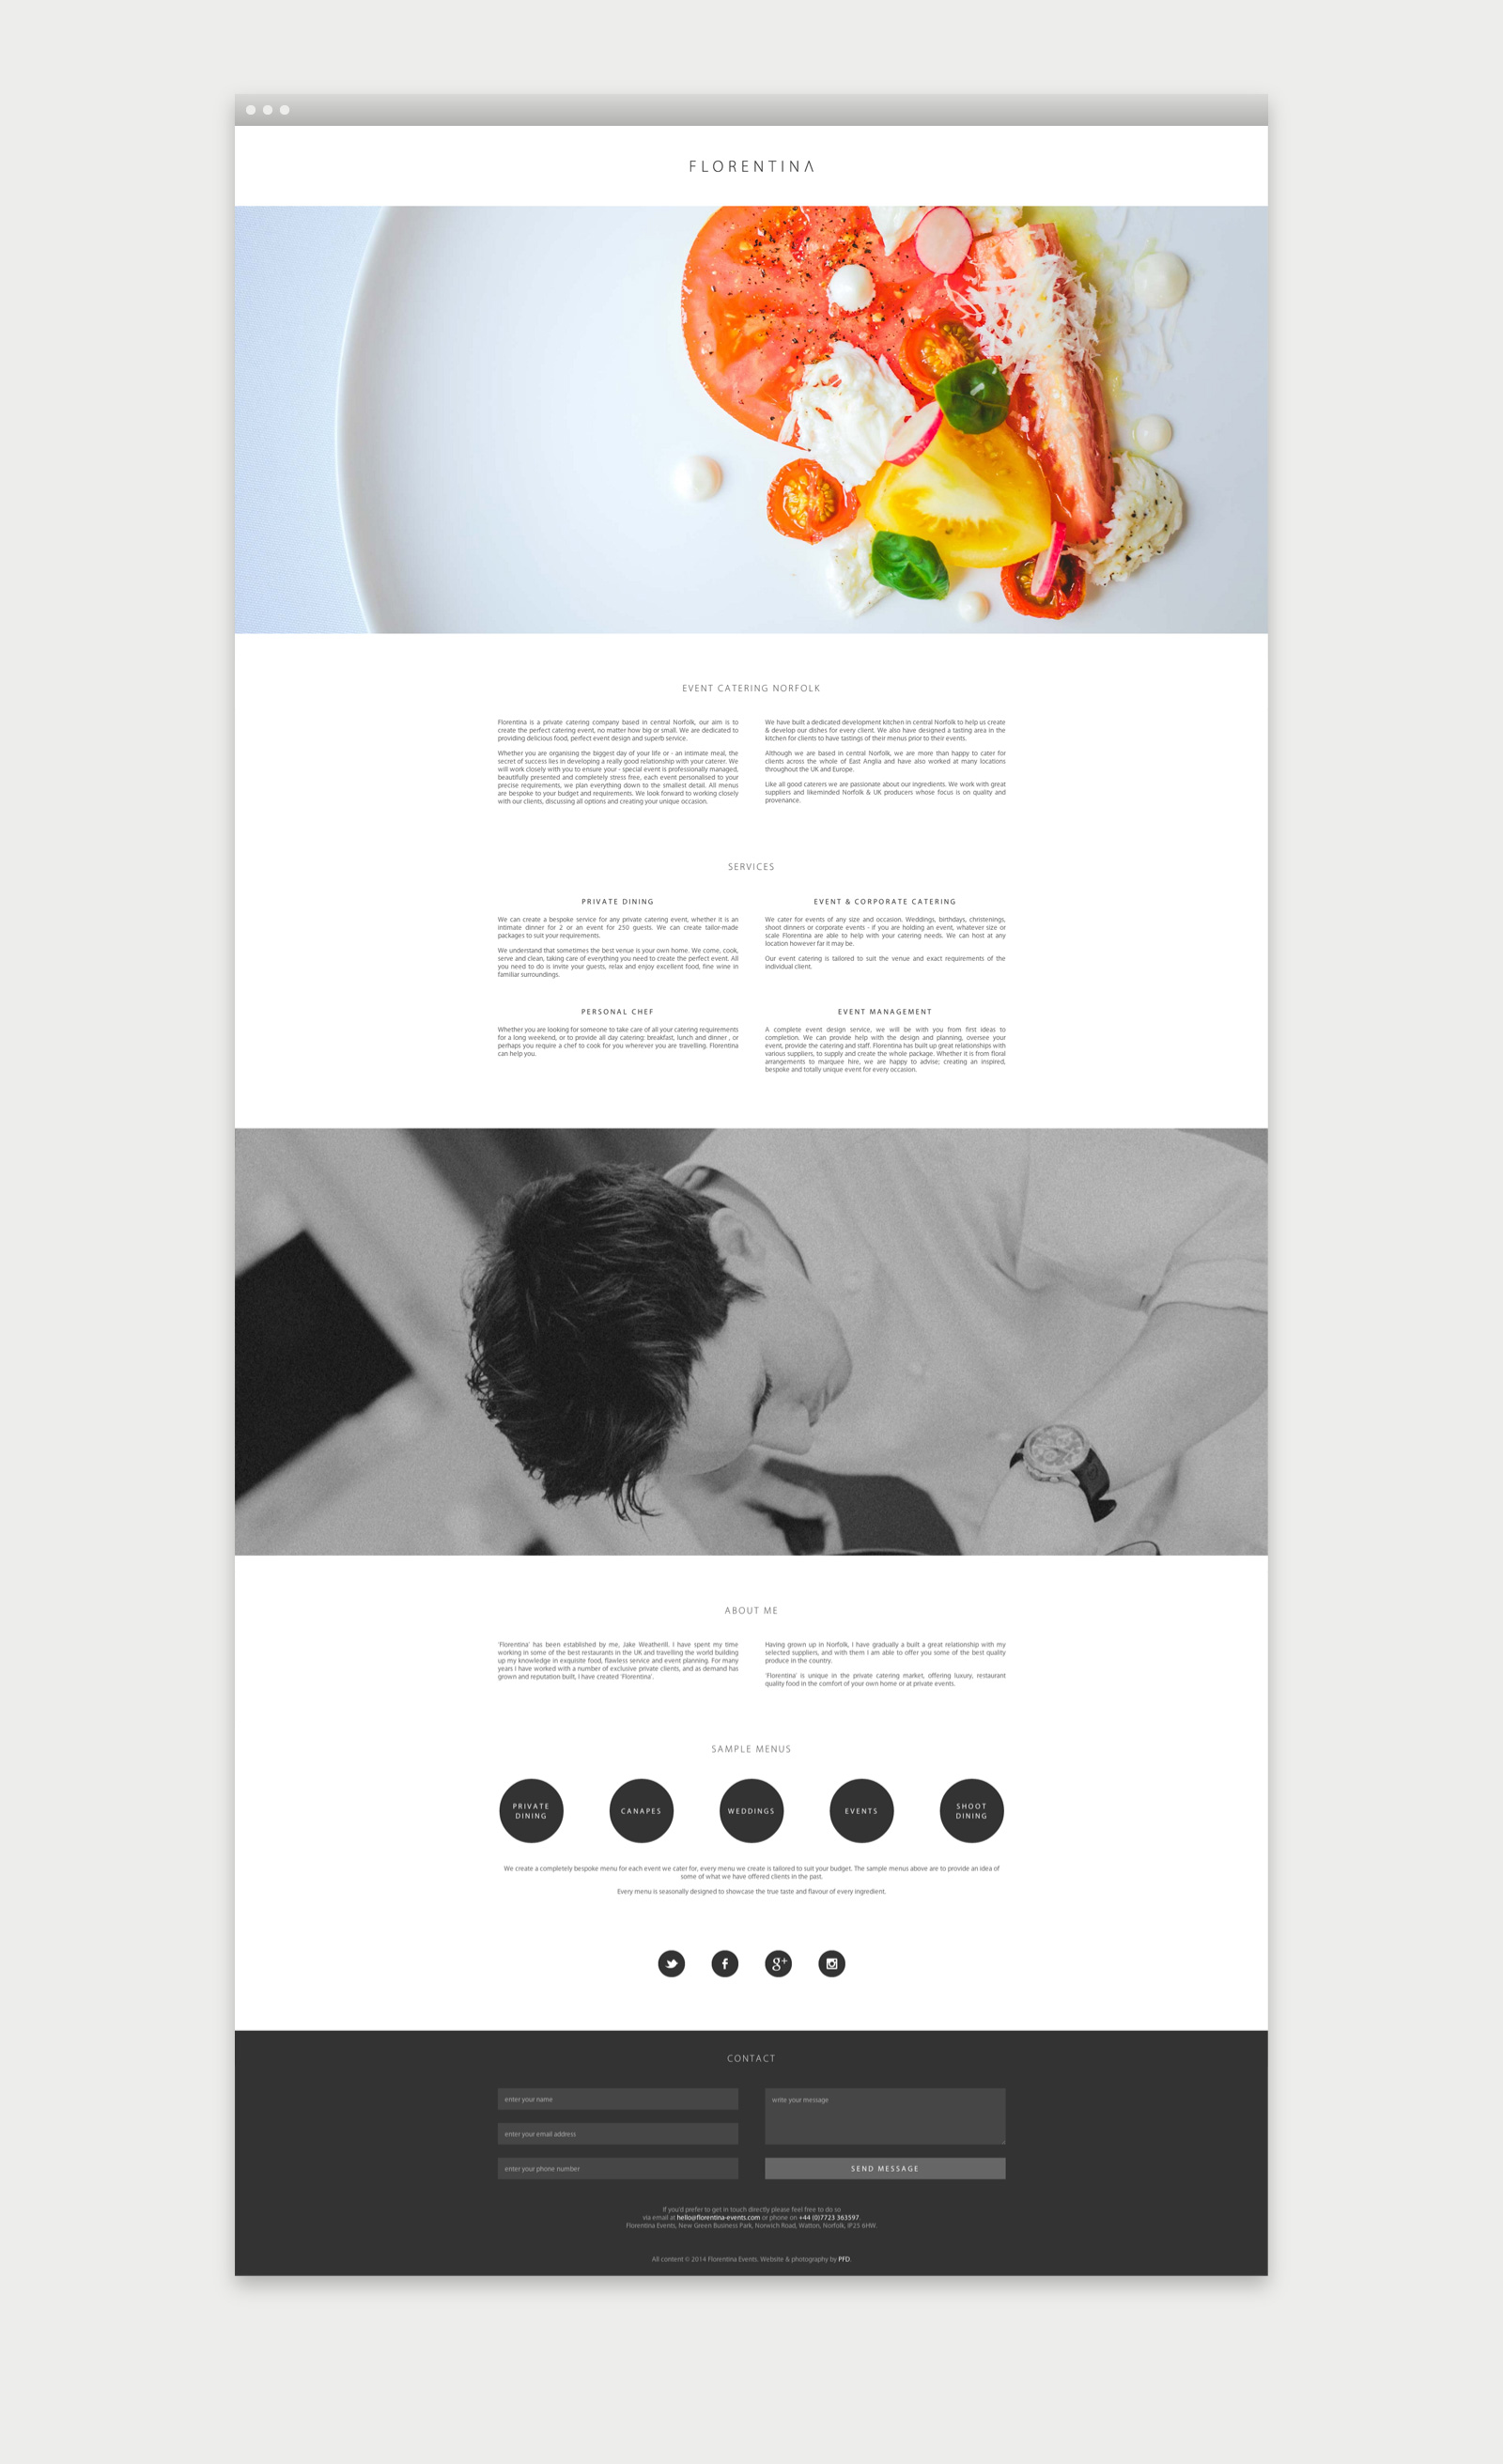 FLORENTINA
EVENT CATERING NORFOLK
Florentina is a private catering company based in central Norfolk, our aim is to
create the perfect catering event, no matter how big or small. We are dedicated to
providing delicious food, perfect event design and superb service.
Whether you are organising the biggest day of your life or - an intimate meal, the
secret of success lies in developing a really good relationship with your caterer. We
will work closely with you to ensure your - special event is professionally managed,
beautifully presented and completely stress free, each event personalised to your
precise requirements, we plan everything down to the smallest detail. All menus
are bespoke to your budget and requirements. We look forward to working closely
with our clients, discussing all options and creating your unique occasion.
We have built a dedicated development kitchen in central Norfolk to help us create
& develop our dishes for every client. We also have designed a tasting area in the
kitchen for clients to have tastings of their menus prior to their events.
Although we are based in central Norfolk, we are more than happy to cater for
clients across the whole of East Anglia and have also worked at many locations
throughout the UK and Europe.
Like all good caterers we are passionate about our ingredients. We work with great
suppliers and likeminded Norfolk & UK producers whose focus is on quality and
provenance.
SERVICES
PRIVATE DINING
We can create a bespoke service for any private catering event, whether it is an
intimate dinner for 2 or an event for 250 guests. We can create tailor-made
packages to suit your requirements.
We understand that sometimes the best venue is your own home. We come, cook,
serve and clean, taking care of everything you need to create the perfect event. All
you need to do is invite your guests, relax and enjoy excellent food, fine wine in
familiar surroundings.
EVENT & CORPORATE CATERING
We cater for events of any size and occasion. Weddings, birthdays, christenings,
shoot dinners or corporate events - if you are holding an event, whatever size or
scale Florentina are able to help with your catering needs. We can host at any
location however far it may be.
Our event catering is tailored to suit the venue and exact requirements of the
individual client.
PERSONAL CHEF
Whether you are looking for someone to take care of all your catering requirements
for a long weekend, or to provide all day catering: breakfast, lunch and dinner , or
perhaps you require a chef to cook for you wherever you are travelling. Florentina
can help you.
EVENT MANAGEMENT
A complete event design service, we will be with you from first ideas to
completion. We can provide help with the design and planning, oversee your
event, provide the catering and staff. Florentina has built up great relationships with
various suppliers, to supply and create the whole package. Whether it is from floral
arrangements to marquee hire, we are happy to advise; creating an inspired,
bespoke and totally unique event for every occasion.
ABOUT ME
'Florentina' has been established by me, Jake Weatherill. I have spent my time
working in some of the best restaurants in the UK and travelling the world building
up my knowledge in exquisite food, flawless service and event planning. For many
years I have worked with a number of exclusive private clients, and as demand has
grown and reputation built, I have created 'Florentina'.
Having grown up in Norfolk, I have gradually a built a great relationship with my
selected suppliers, and with them I am able to offer you some of the best quality
produce in the country.
'Florentina' is unique in the private catering market, offering luxury, restaurant
quality food in the comfort of your own home or at private events.
SAMPLE MENUS
PRIVATE
DINING
CANAPES
WEDDINGS
EVENTS
SHOOT
DINING
We create a completely bespoke menu for each event we cater for, every menu we create is tailored to suit your budget. The sample menus above are to provide an idea of
some of what we have offered clients in the past.
Every menu is seasonally designed to showcase the true taste and flavour of every ingredient.
f
g+
CONTACT
enter your name
enter your email address
enter your phone number
write your message
SEND MESSAGE
If you'd prefer to get in touch directly please feel free to do so
via email at hello@florentina-events.com or phone on +44 (0)7723 363597.
Florentina Events, New Green Business Park, Norwich Road, Watton, Norfolk, IP25 6HW.
All content © 2014 Florentina Events. Website & photography by PFD.